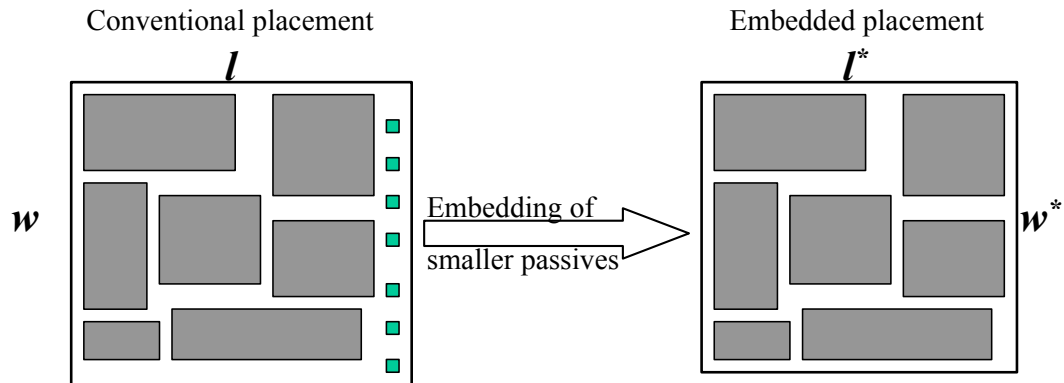 Conventional placement
Embedded placement
l
l*
w
Embedding of
smaller passives
w*